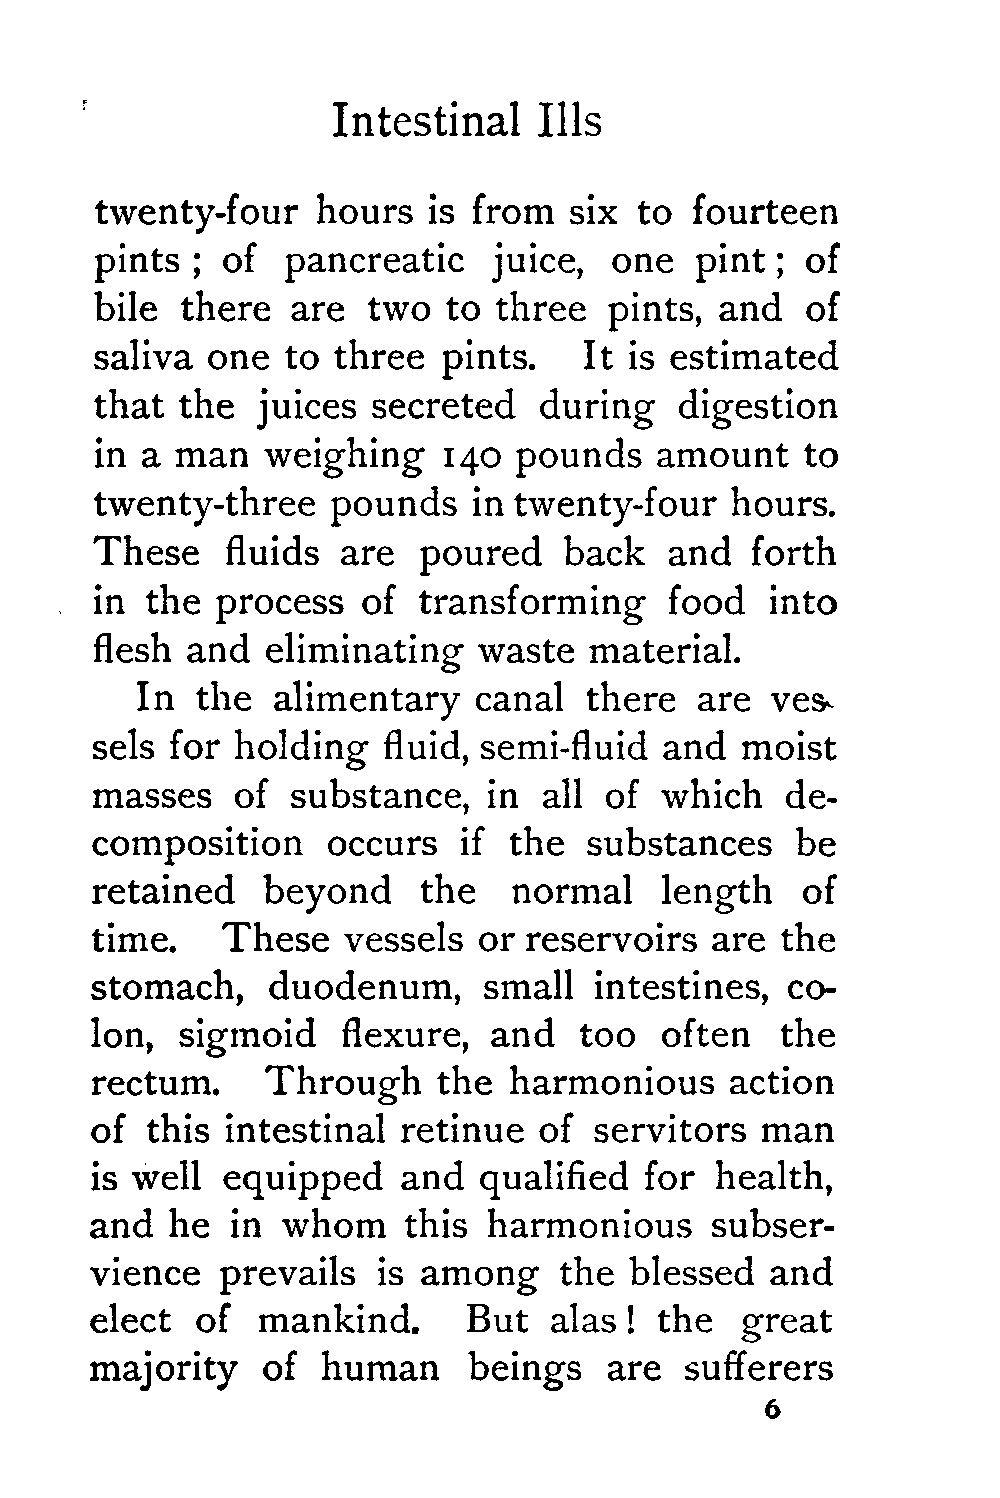 Intestinal Ills
twenty-four hours is from six to fourteen
pints ; of pancreatic juice, one pint ; of
bile there are two to three pints, and of
saliva one to three pints. It is estimated
that the juices secreted during digestion
in a man weighing 140 pounds amount to
twenty-three pounds in twenty-four hours.
These fluids are poured back and forth
in the process of transforming food into
flesh and eliminating waste material.
In the alimentary canal there are ves-
sels for holding fluid, semi-fluid and moist
masses of substance, in all of which de-
composition occurs if the substances be
retained beyond the normal length of
time. These vessels or reservoirs are the
stomach, duodenum, small intestines, co-
lon, sigmoid flexure, and too often the
rectum. Through the harmonious action
of this intestinal retinue of servitors man
is well equipped and qualified for health,
and he in whom this harmonious subser-
vience prevails is among the blessed and
elect of mankind. But alas ! the great
majority of human beings are sufferers
6